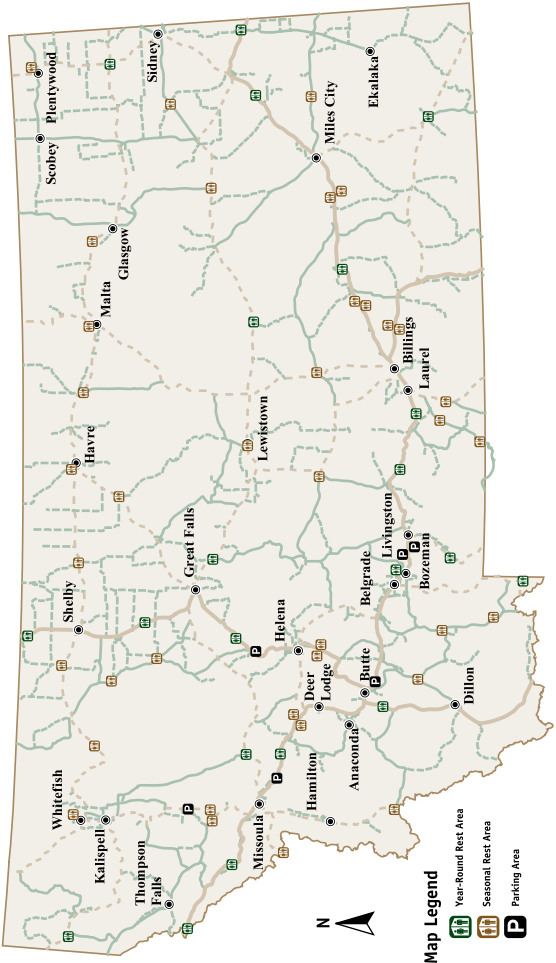 Plentywood
Scobey
Sidney
Ekalaka
Miles City
Glasgow
Malta
Billings
Laurel
Havre
Lewistown
Great Falls
Shelby
Livingston
Bozeman
Belgrade
Helena
Deer
Lodge
Butte
Dillon
Anaconda
Hamilton
Missoula
Whitefish
Kalispell
Thompson
Falls
N
Map Legend
Year-Round Rest Area
Seasonal Rest Area
P Parking Area
P
P
P
P
P
P